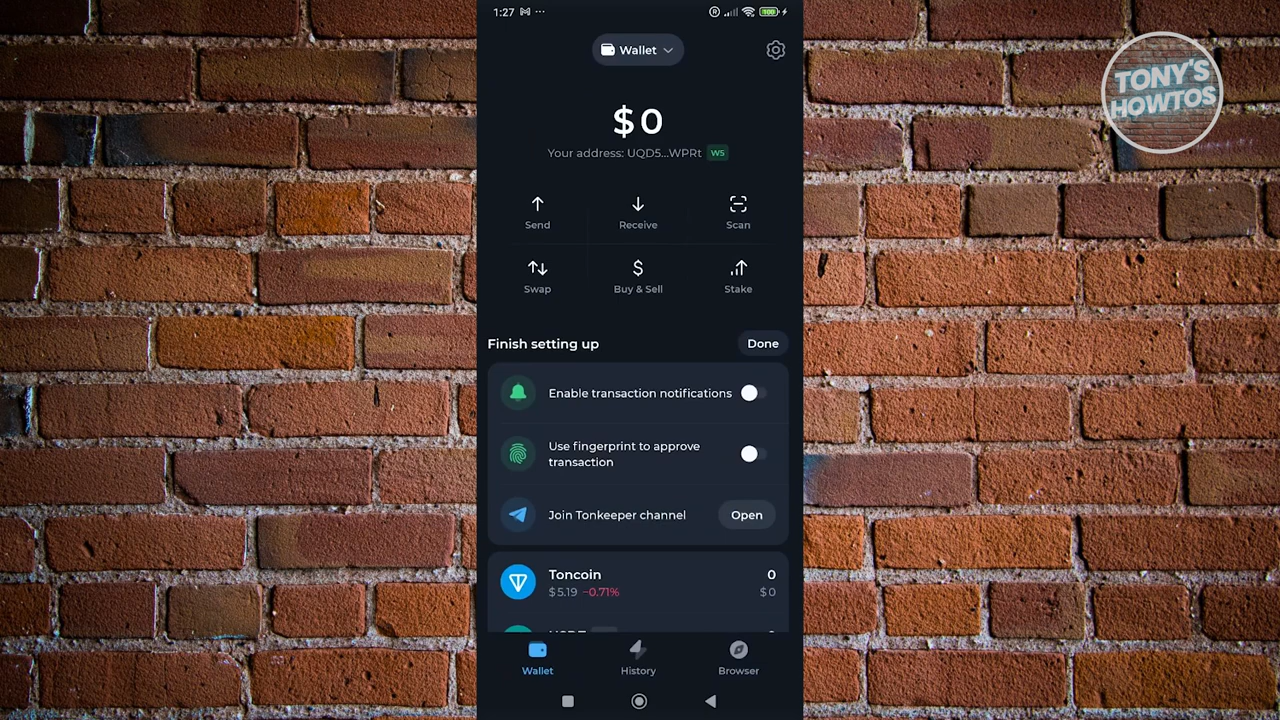 1:27
R
100
TONY'S
HOWTOS
Wallet
$0
Your address: UQD5...WPRt W5
Send
Receive
Scan
Swap
Buy & Sell
Stake
Finish setting up
Done
Enable transaction notifications
Use fingerprint to approve
transaction
Join Tonkeeper channel
Open
Toncoin
0
$5.19 −0.71%
$0
Wallet
History
Browser